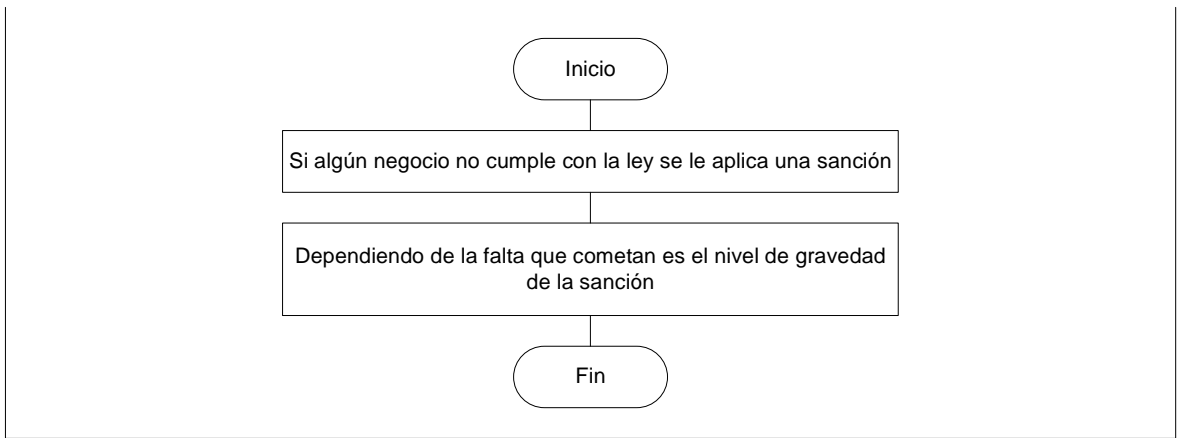 Inicio
Si algún negocio no cumple con la ley se le aplica una sanción
Dependiendo de la falta que cometan es el nivel de gravedad
de la sanción
Fin